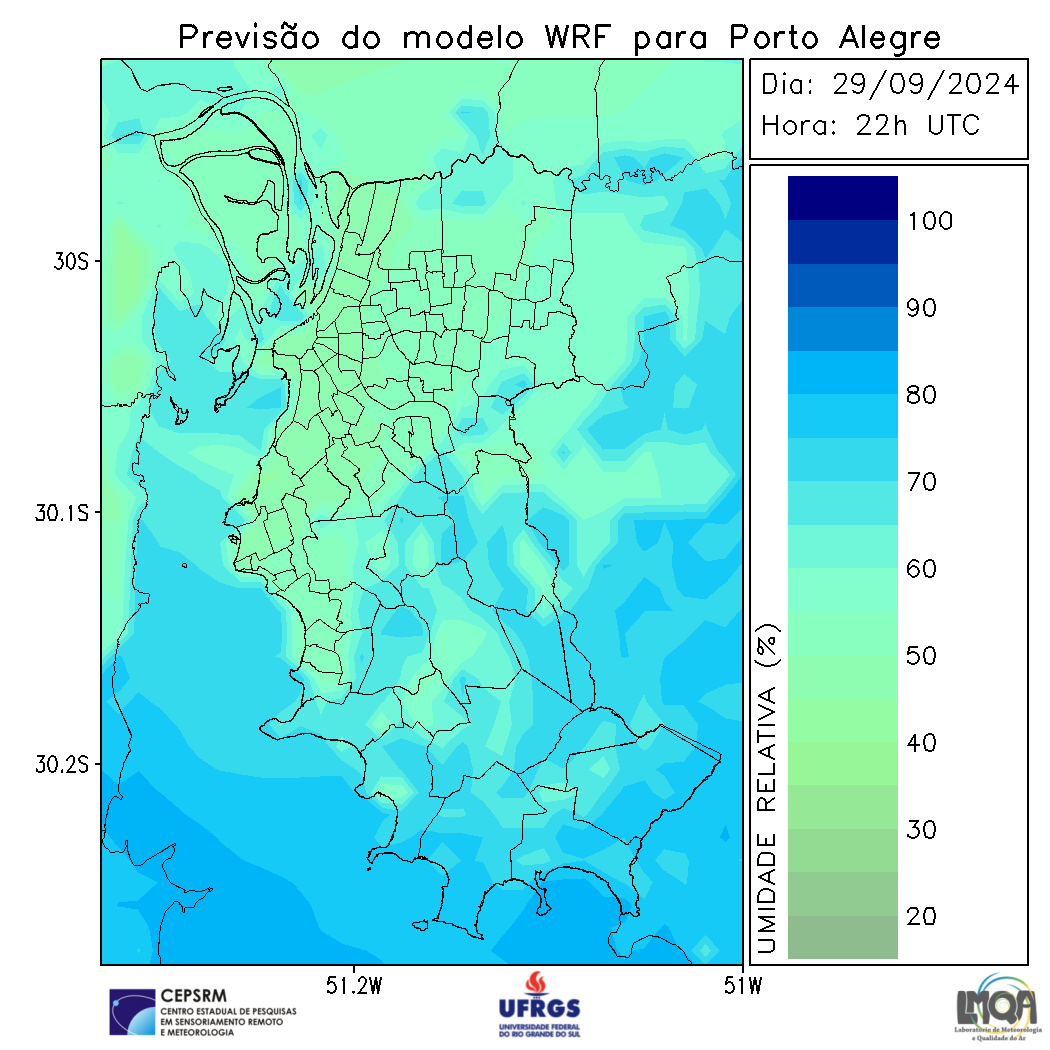 Previsão do modelo WRF para Porto Alegre
Dia: 29/09/2024
Hora: 22h UTC
100
90
80
70
60
50
40
30
20
UMIDADE RELATIVA (%)
30S
30.1S
30.2S
51.2W
51W
CEPSRM
CENTRO ESTADUAL DE PESQUISAS
EM SENSORIAMENTO REMOTO
E METEOROLOGIA
UFRGS
UNIVERSIDADE FEDERAL
DO RIO GRANDE DO SUL
LMQA
Laboratório de Meteorologia
e Qualidade do Ar